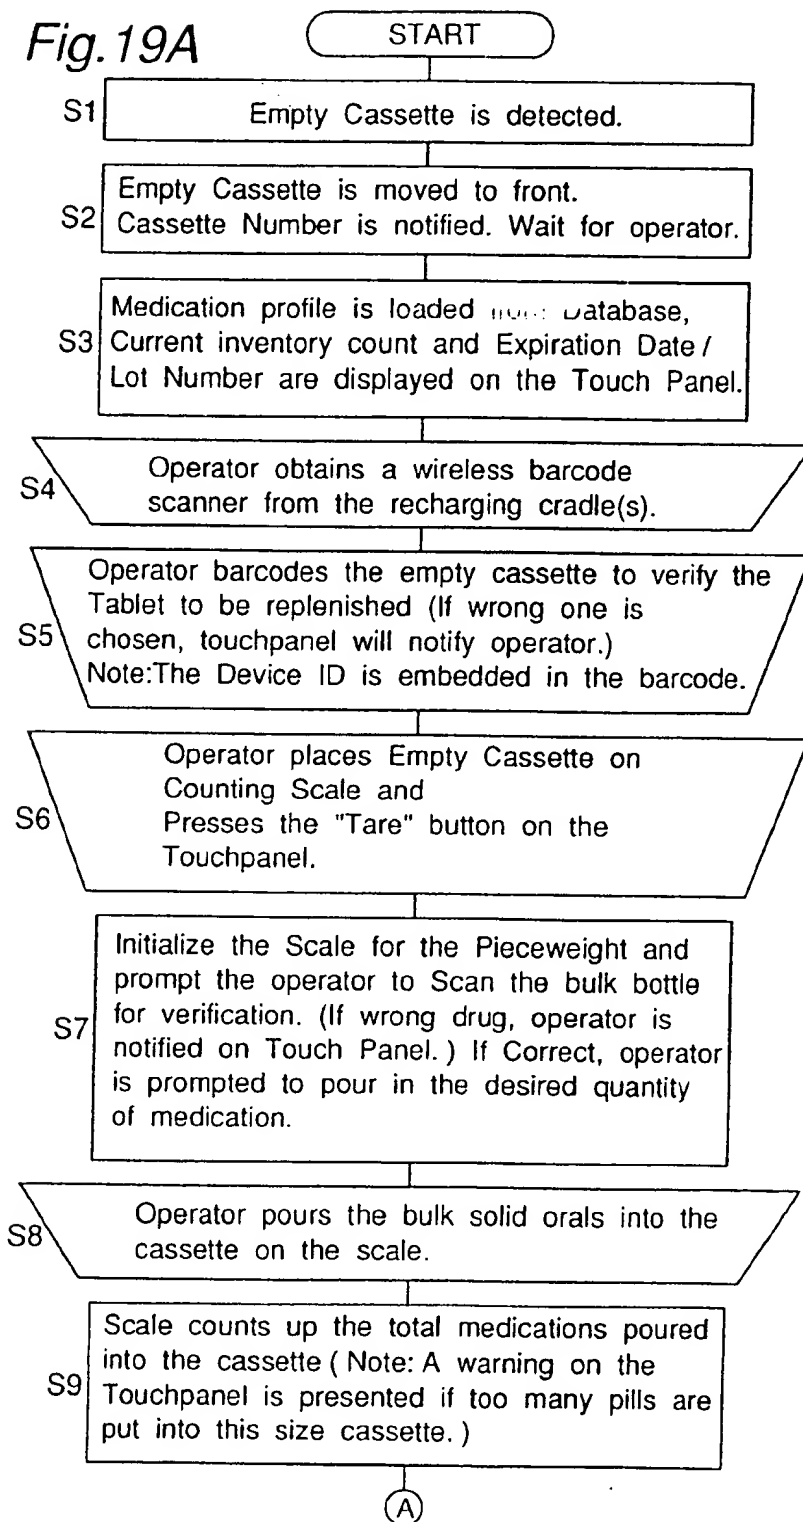 Fig.19A
START
S1
Empty Cassette is detected.
S2
Empty Cassette is moved to front.
Cassette Number is notified. Wait for operator.
S3
Medication profile is loaded Database,
Current inventory count and Expiration Date /
Lot Number are displayed on the Touch Panel.
S4
Operator obtains a wireless barcode
scanner from the recharging cradle(s).
S5
Operator barcodes the empty cassette to verify the
Tablet to be replenished (If wrong one is
chosen, touchpanel will notify operator.)
Note:The Device ID is embedded in the barcode.
S6
Operator places Empty Cassette on
Counting Scale and
Presses the "Tare" button on the
Touchpanel.
S7
Initialize the Scale for the Pieceweight and
prompt the operator to Scan the bulk bottle
for verification. (If wrong drug, operator is
notified on Touch Panel.) If Correct, operator
is prompted to pour in the desired quantity
of medication.
S8
Operator pours the bulk solid orals into the
cassette on the scale.
S9
Scale counts up the total medications poured
into the cassette ( Note: A warning on the
Touchpanel is presented if too many pills are
put into this size cassette. )
A